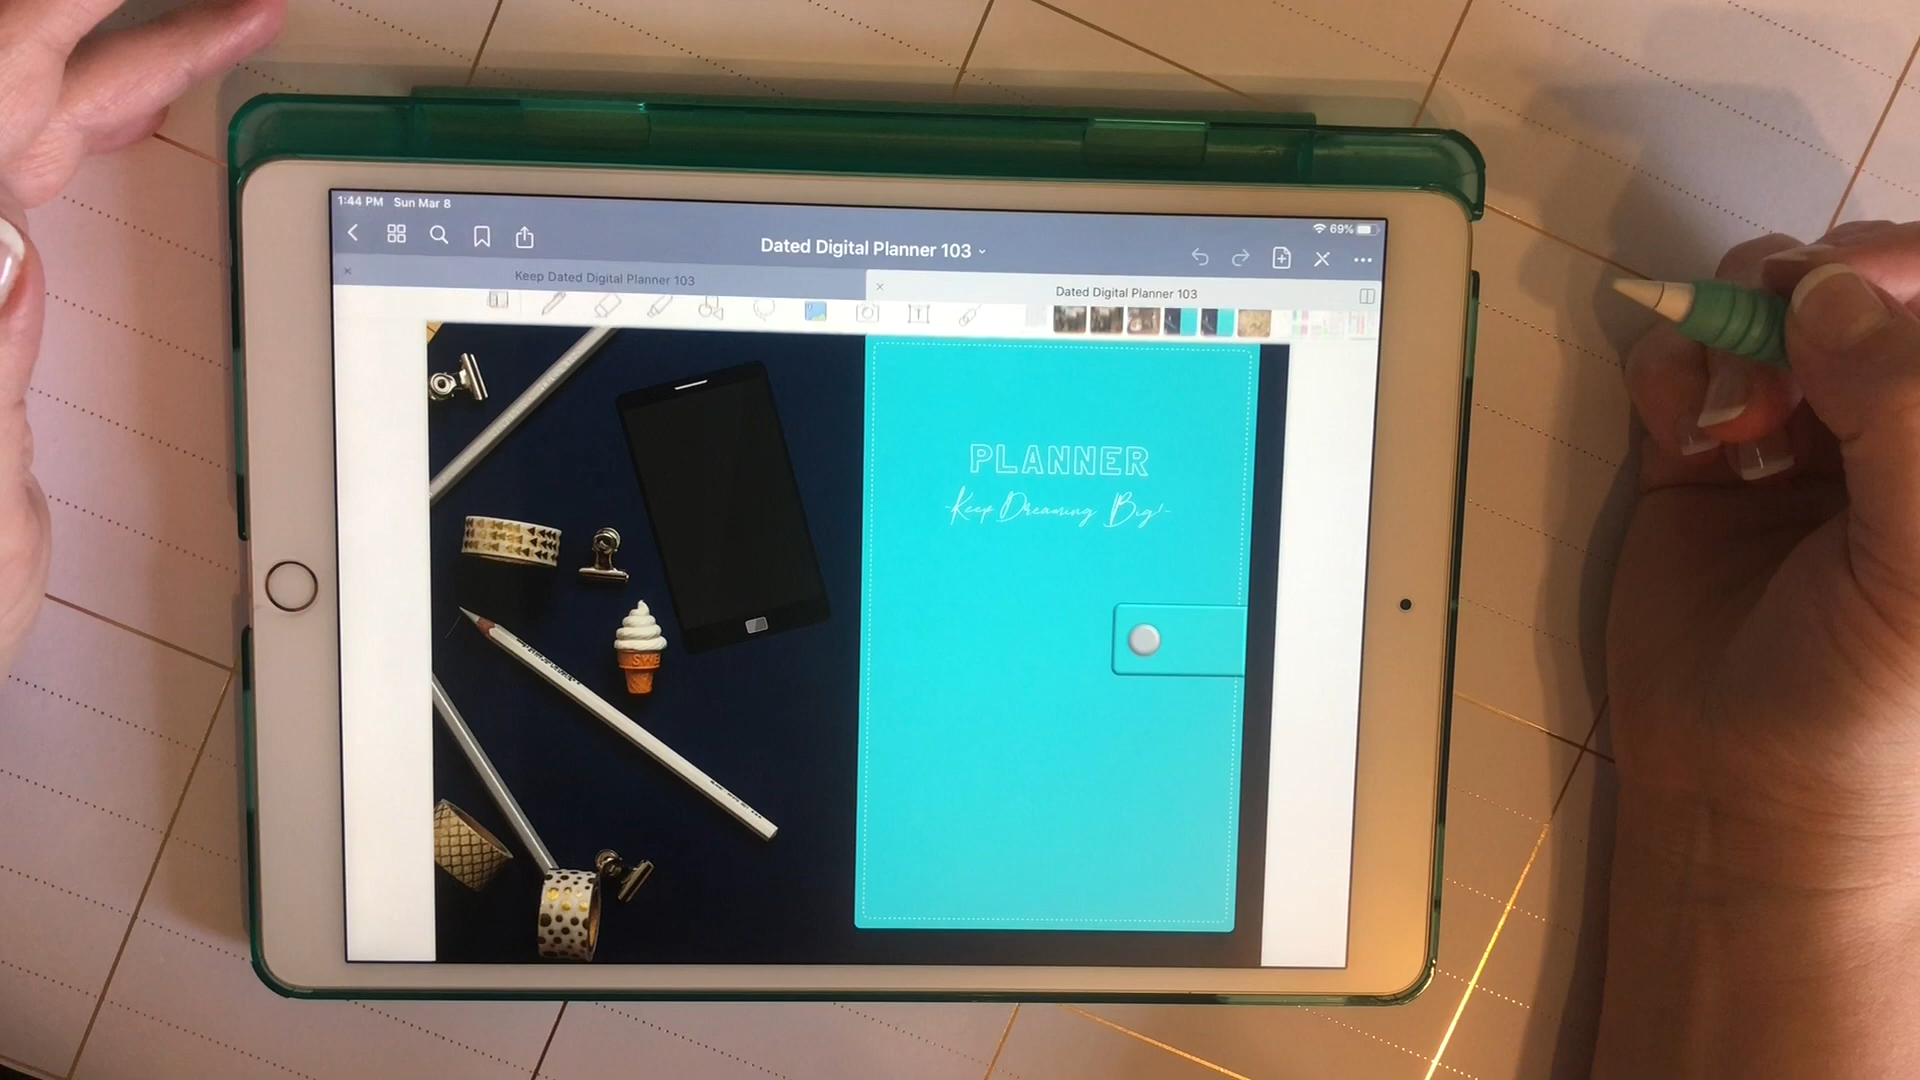 1:44 PM Sun Mar 8
69%
Dated Digital Planner 103
Keep Dated Digital Planner 103
Dated Digital Planner 103
PLANNER
-Keep Dreaming Big!-
SWE